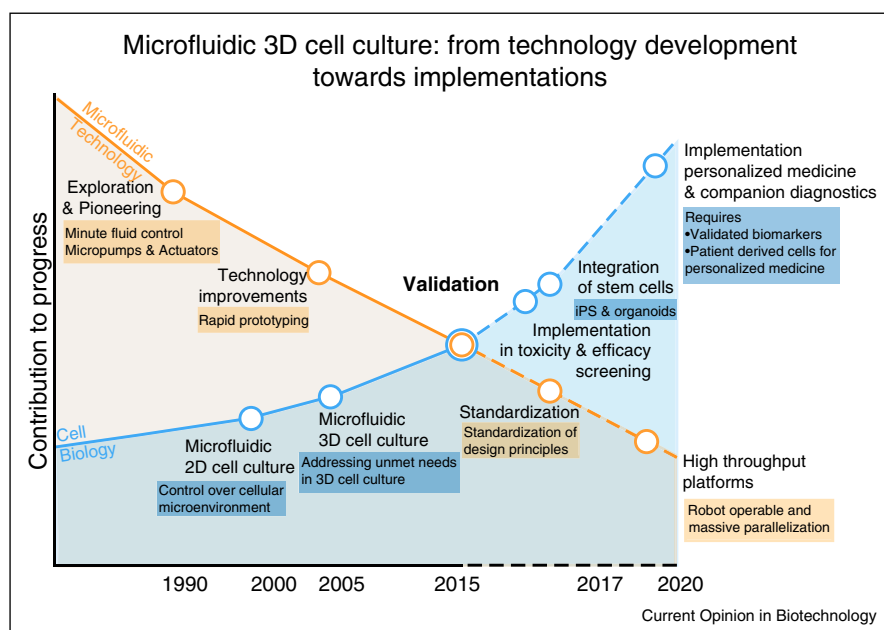 Microfluidic 3D cell culture: from technology development
towards implementations
Contribution to progress
Microfluidic
Technology
Exploration
& Pioneering
Minute fluid control
Micropumps & Actuators
Technology
improvements
Rapid prototyping
Cell
Biology
Microfluidic
2D cell culture
Control over cellular
microenvironment
Microfluidic
3D cell culture
Addressing unmet needs
in 3D cell culture
Validation
Integration
of stem cells
iPS & organoids
Implementation
in toxicity & efficacy
screening
Standardization
Standardization of
design principles
Implementation
personalized medicine
& companion diagnostics
Requires
•Validated biomarkers
•Patient derived cells for
personalized medicine
High throughput
platforms
Robot operable and
massive parallelization
1990 2000 2005 2015 2017 2020
Current Opinion in Biotechnology